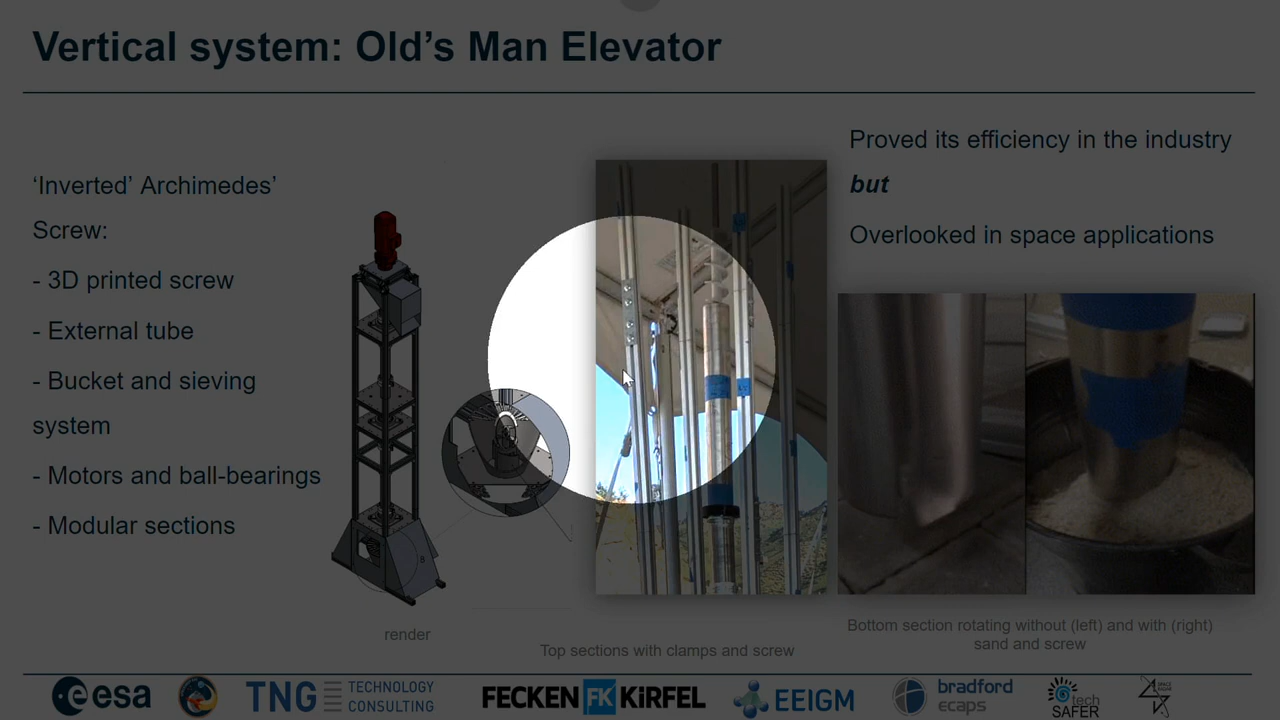 Vertical system: Old's Man Elevator
'Inverted' Archimedes'
Screw:
- 3D printed screw
- External tube
- Bucket and sieving
system
- Motors and ball-bearings
- Modular sections
Proved its efficiency in the industry
but
Overlooked in space applications
render
Top sections with clamps and screw
Bottom section rotating without (left) and with (right)
sand and screw
esa
TNG TECHNOLOGY
CONSULTING
FECKEN FK KiRFEL
EEIGM
bradford
ecaps
tech
SAFER